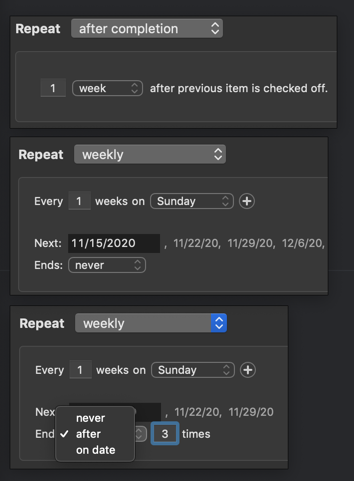 Repeat after completion
1 week after previous item is checked off.
Repeat weekly
Every 1 weeks on Sunday +
Next: 11/15/2020 , 11/22/20, 11/29/20, 12/6/20,
Ends: never
Repeat weekly
Every 1 weeks on Sunday +
never
Nex , 11/22/20, 11/29/20
End ✓ after 3 times
on date